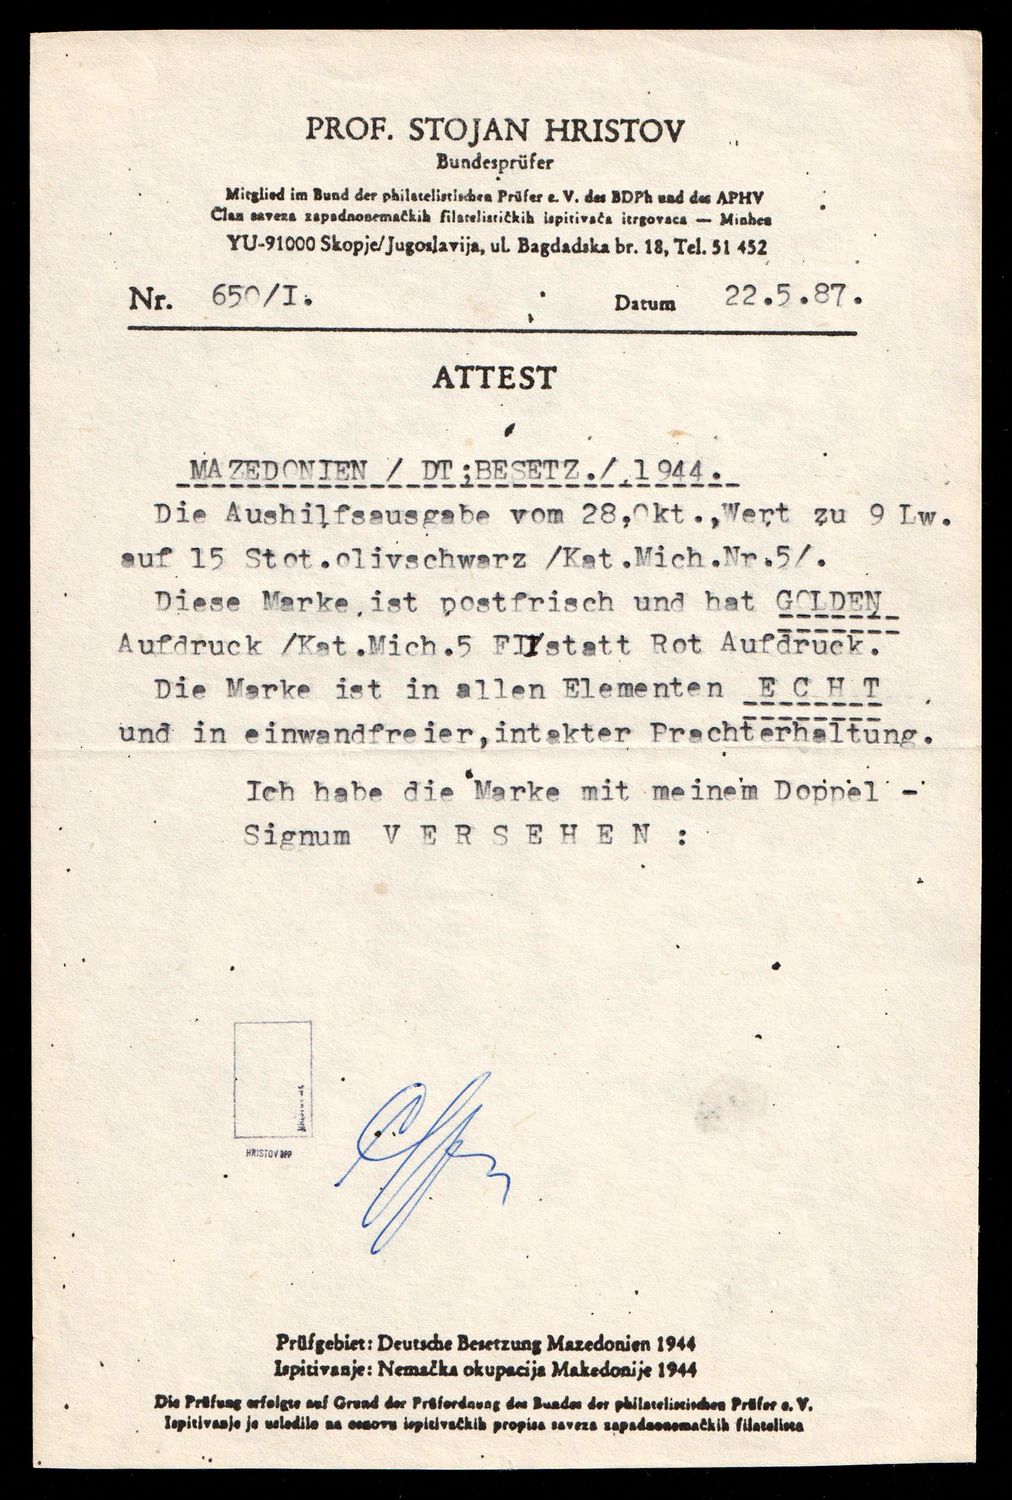 PROF. STOJAN HRISTOV
Bundesprüfer
Mitglied im Bund der philatelistischen Prüfer e. V. des BDPh und des APHV
Član saveza zapadnonemačkih filatelističkih ispitivača itrgovaca — Minhen
YU-91000 Skopje/Jugoslavija, ul. Bagdadska br. 18, Tel. 51 452
Nr. 650/I. Datum 22.5.87.
ATTEST
MAZEDONIEN / DT;BESETZ./,1944.
Die Aushilfsausgabe vom 28,Okt.,Wert zu 9 Lw.
auf 15 Stot.olivschwarz /Kat.Mich.Nr.5/.
Diese Marke,ist postfrisch und hat GOLDEN
Aufdruck /Kat.Mich.5 FII/statt Rot Aufdruck.
Die Marke ist in allen Elementen E C H T
und in einwandfreier,intakter Prachterhaltung.
Ich habe die Marke mit meinem Doppel -
Signum V E R S E H E N :
HRISTOV BPP
Prüfgebiet: Deutsche Besetzung Mazedonien 1944
Ispitivanje: Nemačka okupacija Makedonije 1944
Die Prüfung erfolgte auf Grund der Prüfordnung des Bundes der philatelistischen Prüfer e. V.
Ispitivanje je usledilo na osnovu ispitivačkih propisa saveza zapadnonemačkih filatelista